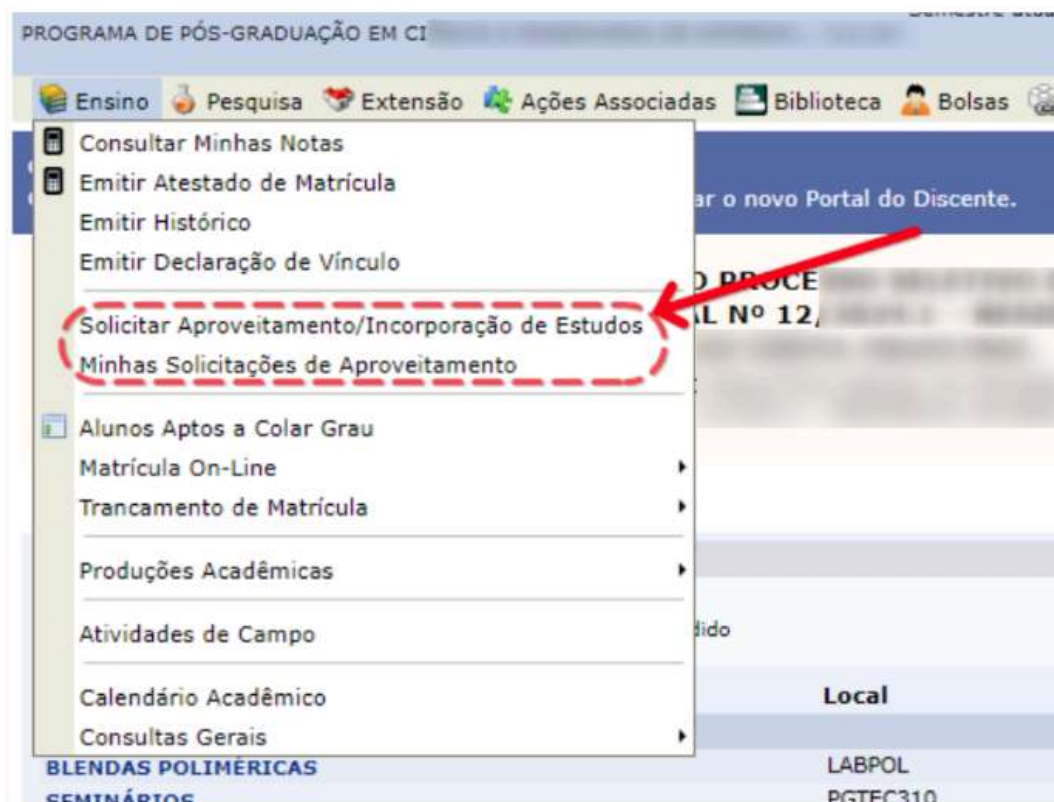 PROGRAMA DE PÓS-GRADUAÇÃO EM CI
Ensino Pesquisa Extensão Ações Associadas Biblioteca Bolsas
Consultar Minhas Notas
Emitir Atestado de Matrícula
ar o novo Portal do Discente.
Emitir Histórico
Emitir Declaração de Vínculo
O PROCE
Solicitar Aproveitamento/Incorporação de Estudos
AL Nº 12,
Minhas Solicitações de Aproveitamento
Alunos Aptos a Colar Grau
Matrícula On-Line
Trancamento de Matrícula
Produções Acadêmicas
Atividades de Campo
dido
Calendário Acadêmico
Local
Consultas Gerais
BLENDAS POLIMÉRICAS LABPOL
SEMINÁRIOS PGTEC310